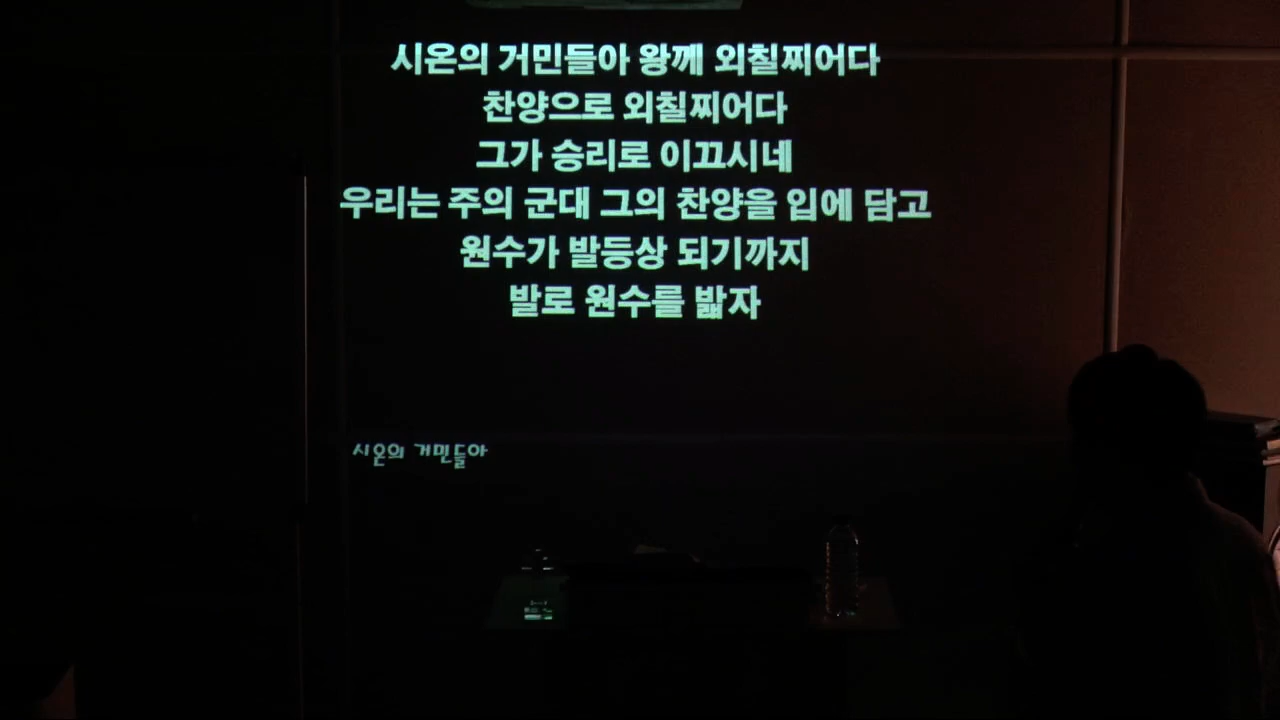 시온의 거민들아 왕께 외칠찌어다
찬양으로 외칠찌어다
그가 승리로 이끄시네
우리는 주의 군대 그의 찬양을 입에 담고
원수가 발등상 되기까지
발로 원수를 밟자
시온의 거민들아